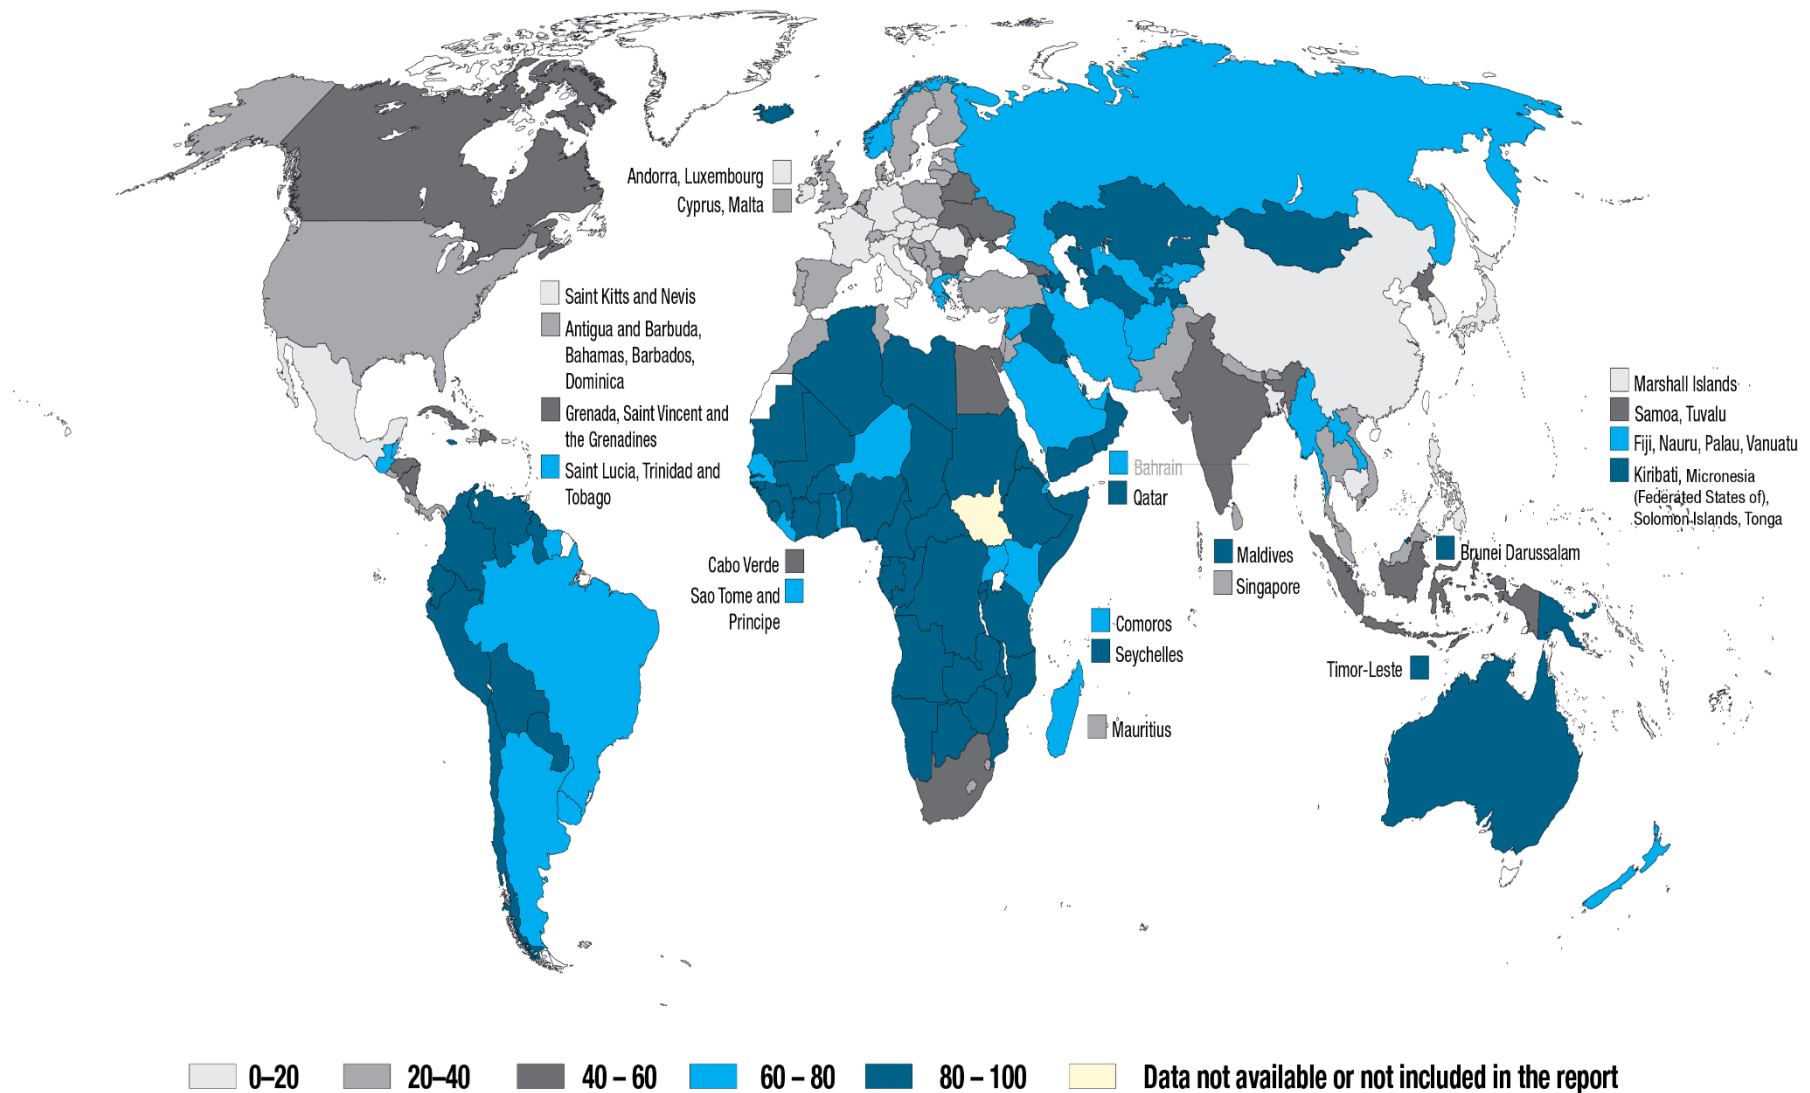 Andorra, Luxembourg
Cyprus, Malta
Saint Kitts and Nevis
Antigua and Barbuda,
Bahamas, Barbados,
Dominica
Grenada, Saint Vincent and
the Grenadines
Saint Lucia, Trinidad and
Tobago
Marshall Islands
Samoa, Tuvalu
Fiji, Nauru, Palau, Vanuatu
Kiribati, Micronesia
(Federated States of),
Solomon Islands, Tonga
Bahrain
Qatar
Cabo Verde
Sao Tome and
Principe
Maldives
Singapore
Brunei Darussalam
Comoros
Seychelles
Timor-Leste
Mauritius
0–20
20–40
40 – 60
60 – 80
80 – 100
Data not available or not included in the report